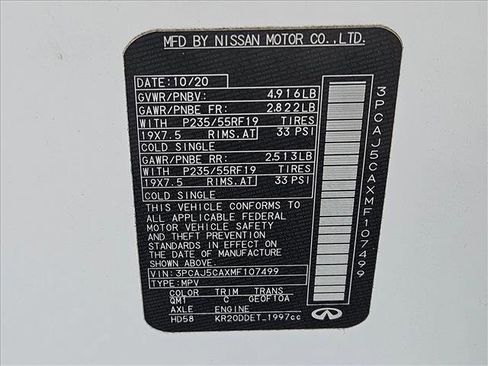 MFD BY NISSAN MOTOR CO.,LTD.
DATE:10/20
GVWR/PNBV: 4,916LB
GAWR/PNBE FR: 2,822LB
WITH P235/55RF19 TIRES
19X7.5 RIMS.AT 33 PSI
COLD SINGLE
GAWR/PNBE RR: 2,513LB
WITH P235/55RF19 TIRES
19X7.5 RIMS.AT 33 PSI
COLD SINGLE
THIS VEHICLE CONFORMS TO
ALL APPLICABLE FEDERAL
MOTOR VEHICLE SAFETY
AND THEFT PREVENTION
STANDARDS IN EFFECT ON
THE DATE OF MANUFACTURE
SHOWN ABOVE.
VIN:3PCAJ5CAXMF107499
TYPE:MPV
COLOR TRIM TRANS
QM1 C GEOF10A
AXLE ENGINE
HD58 KR20DDET_1997cc
3PCAJ5CAXMF107499